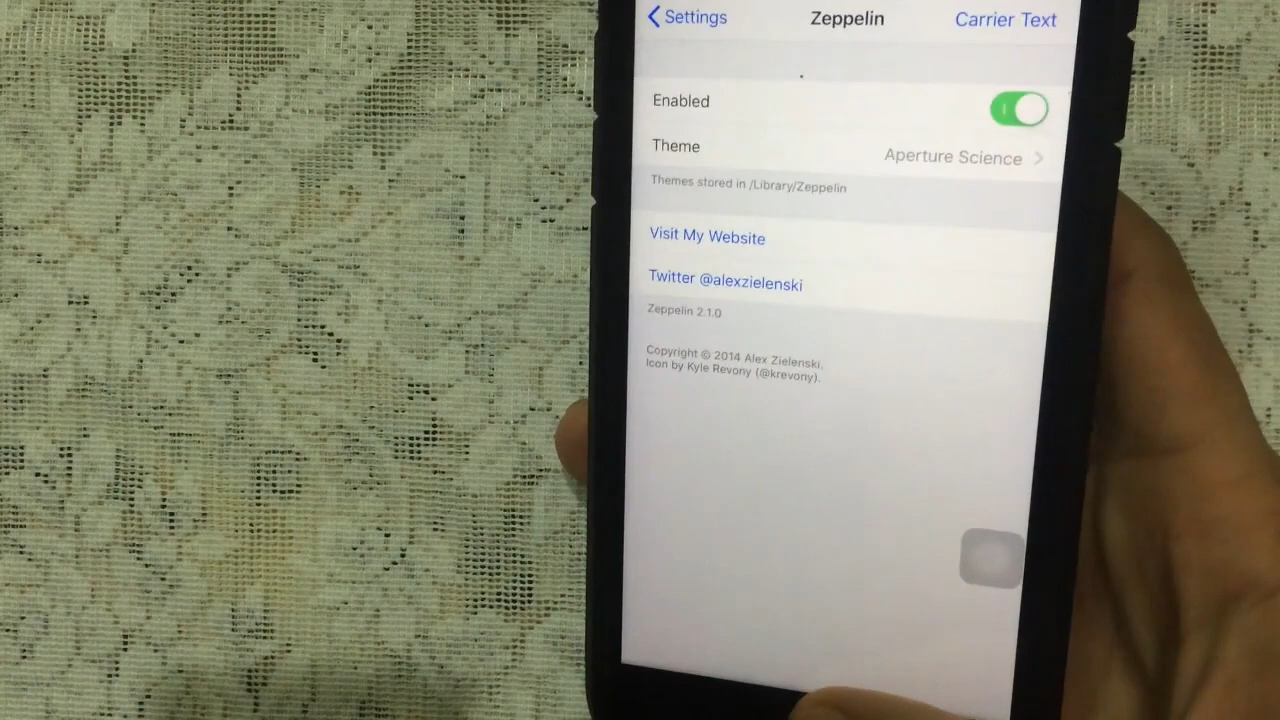 Settings
Zeppelin
Carrier Text
Enabled
Theme
Aperture Science
Themes stored in /Library/Zeppelin
Visit My Website
Twitter @alexzielenski
Zeppelin 2.1.0
Copyright © 2014 Alex Zielenski.
Icon by Kyle Revony (@krevony).